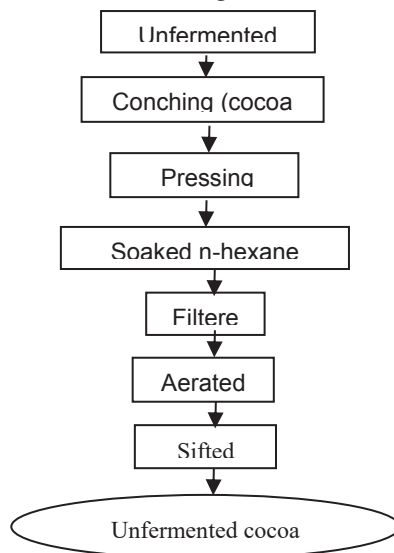 Unfermented
Conching (cocoa
Pressing
Soaked n-hexane
Filtere
Aerated
Sifted
Unfermented cocoa